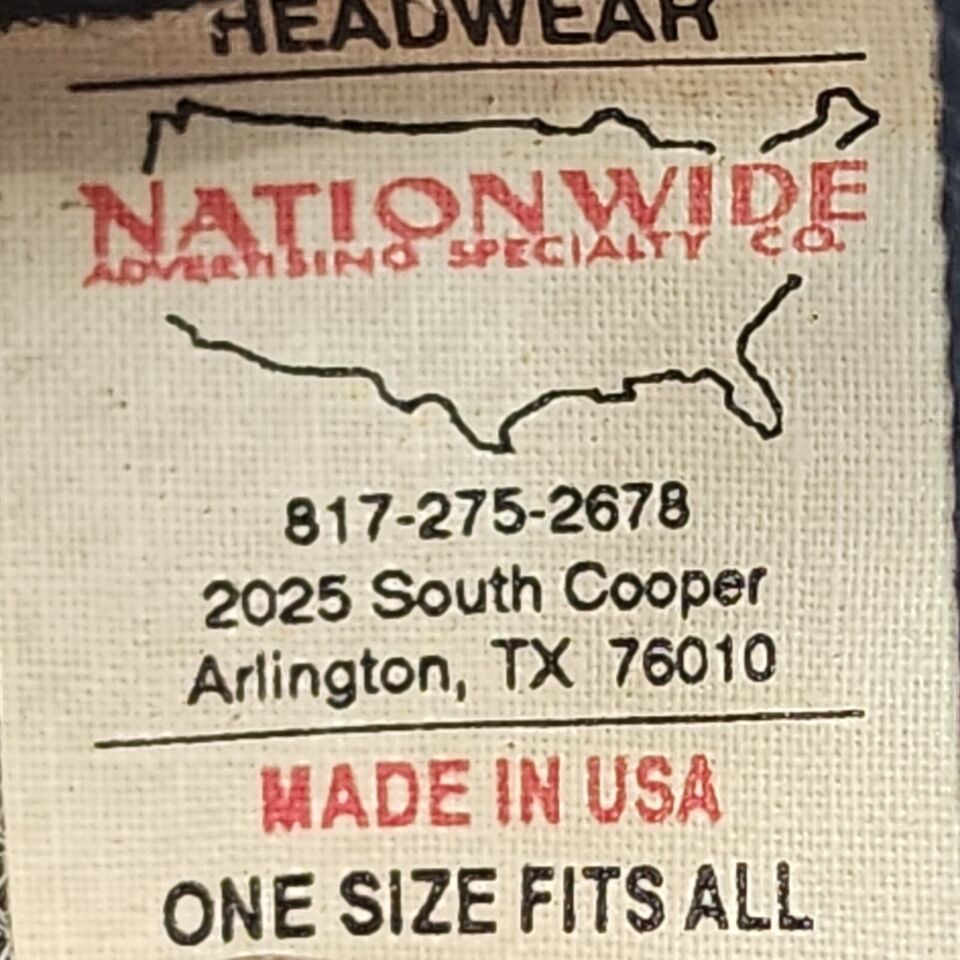 HEADWEAR
NATIONWIDE
ADVERTISING SPECIALTY CO.
817-275-2678
2025 South Cooper
Arlington, TX 76010
MADE IN USA
ONE SIZE FITS ALL